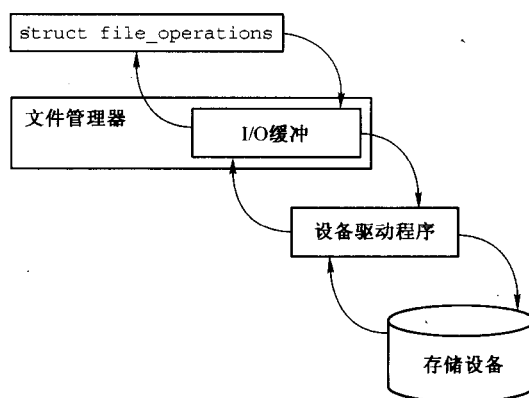 struct file_operations
文件管理器
I/O缓冲
设备驱动程序
存储设备